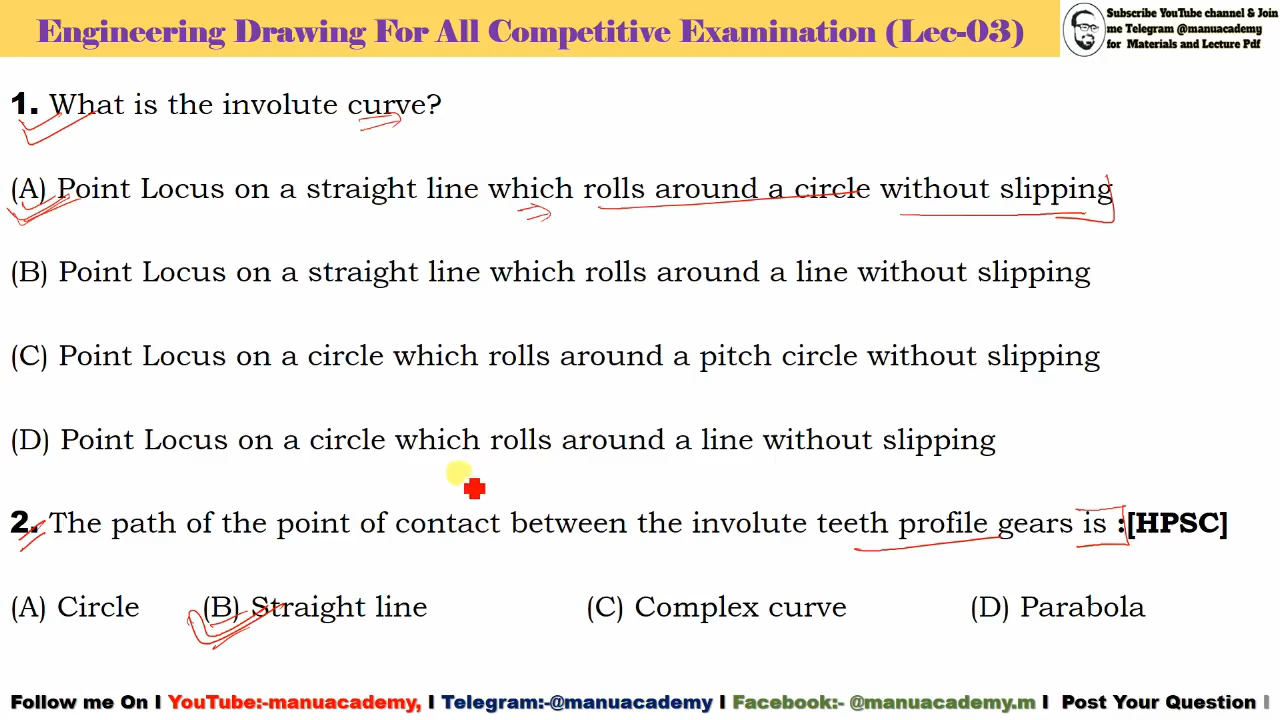 Engineering Drawing For All Competitive Examination (Lec-03)
Subscribe YouTube channel & Join
me Telegram @manuacademy
for Materials and Lecture Pdf
1. What is the involute curve?
(A) Point Locus on a straight line which rolls around a circle without slipping
(B) Point Locus on a straight line which rolls around a line without slipping
(C) Point Locus on a circle which rolls around a pitch circle without slipping
(D) Point Locus on a circle which rolls around a line without slipping
2. The path of the point of contact between the involute teeth profile gears is :[HPSC]
(A) Circle (B) Straight line (C) Complex curve (D) Parabola
Follow me On I YouTube:-manuacademy, I Telegram:-@manuacademy I Facebook:- @manuacademy.m I Post Your Question I